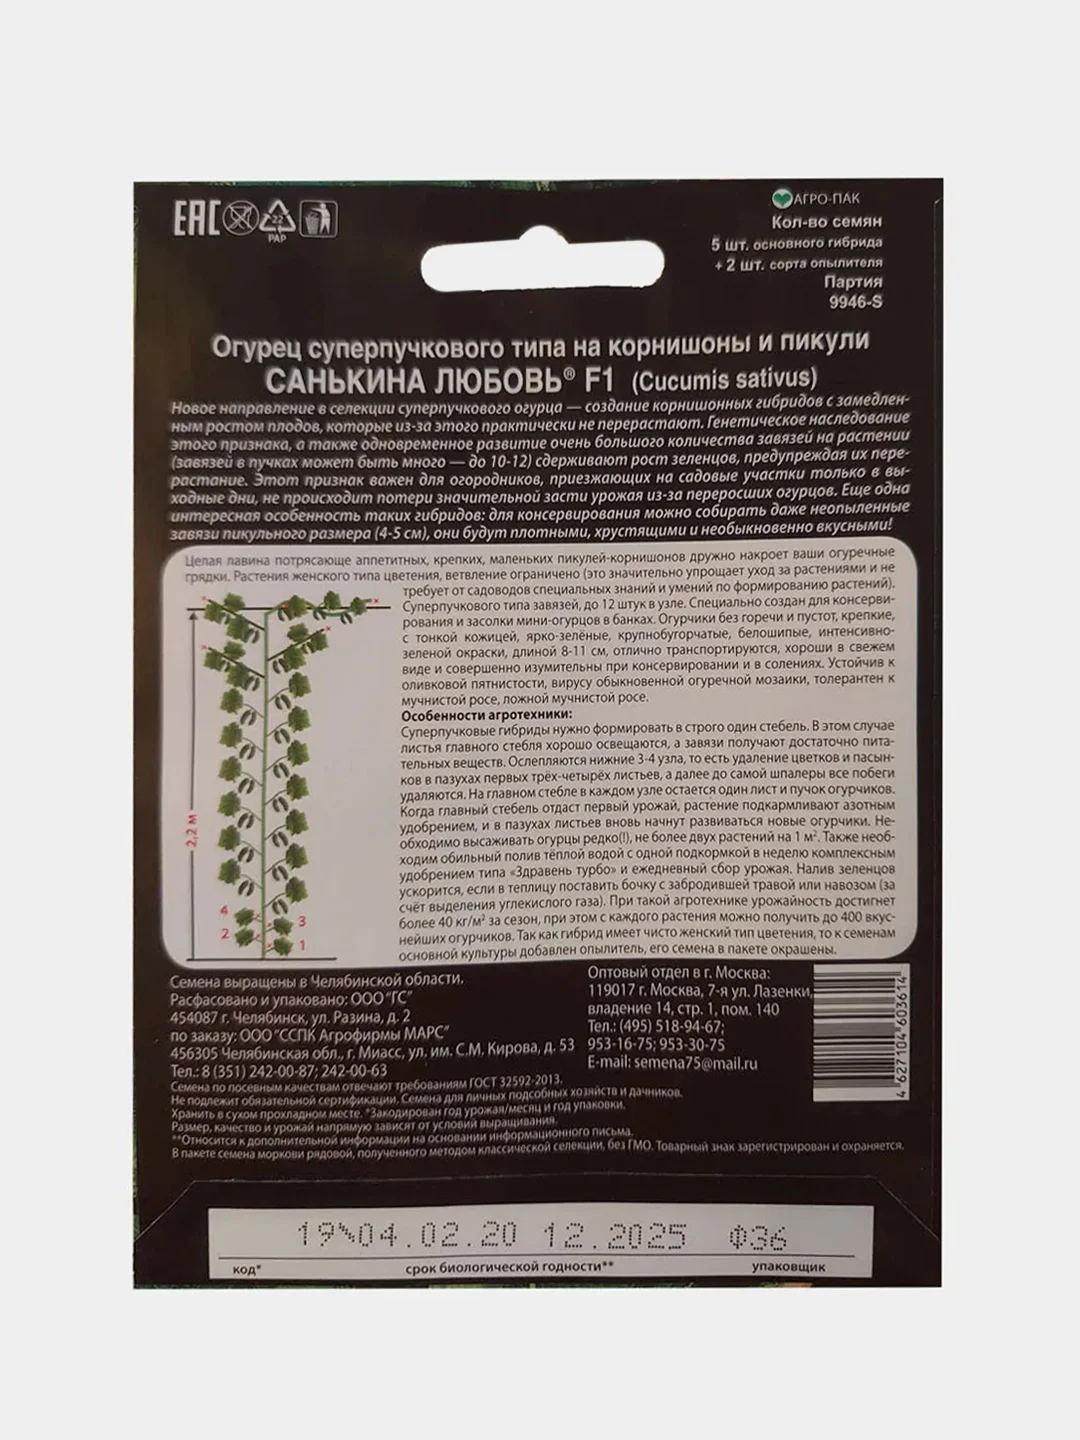 EAC
22
PAP
АГРО-ПАК
Кол-во семян
5 шт. основного гибрида
+ 2 шт. сорта опылителя
Партия
9946-S
Огурец суперпучкового типа на корнишоны и пикули
САНЬКИНА ЛЮБОВЬ® F1 (Cucumis sativus)
Новое направление в селекции суперпучкового огурца — создание корнишонных гибридов с замедлен-
ным ростом плодов, которые из-за этого практически не перерастают. Генетическое наследование
этого признака, а также одновременное развитие очень большого количества завязей на растении
(завязей в пучках может быть много — до 10-12) сдерживают рост зеленцов, предупреждая их пере-
растание. Этот признак важен для огородников, приезжающих на садовые участки только в вы-
ходные дни, не происходит потери значительной засти урожая из-за переросших огурцов. Еще одна
интересная особенность таких гибридов: для консервирования можно собирать даже неопыленные
завязи пикульного размера (4-5 см), они будут плотными, хрустящими и необыкновенно вкусными!
Целая лавина потрясающе аппетитных, крепких, маленьких пикулей-корнишонов дружно накроет ваши огуречные
грядки. Растения женского типа цветения, ветвление ограничено (это значительно упрощает уход за растениями и не
требует от садоводов специальных знаний и умений по формированию растений).
Суперпучкового типа завязей, до 12 штук в узле. Специально создан для консерви-
рования и засолки мини-огурцов в банках. Огурчики без горечи и пустот, крепкие,
с тонкой кожицей, ярко-зелёные, крупнобугорчатые, белошипые, интенсивно-
зеленой окраски, длиной 8-11 см, отлично транспортируются, хороши в свежем
виде и совершенно изумительны при консервировании и в солениях. Устойчив к
оливковой пятнистости, вирусу обыкновенной огуречной мозаики, толерантен к
мучнистой росе, ложной мучнистой росе.
Особенности агротехники:
Суперпучковые гибриды нужно формировать в строго один стебель. В этом случае
листья главного стебля хорошо освещаются, а завязи получают достаточно пита-
тельных веществ. Ослепляются нижние 3-4 узла, то есть удаление цветков и пасын-
ков в пазухах первых трёх-четырёх листьев, а далее до самой шпалеры все побеги
удаляются. На главном стебле в каждом узле остается один лист и пучок огурчиков.
Когда главный стебель отдаст первый урожай, растение подкармливают азотным
удобрением, и в пазухах листьев вновь начнут развиваться новые огурчики. Не-
обходимо высаживать огурцы редко(!), не более двух растений на 1 м². Также необ-
ходим обильный полив тёплой водой с одной подкормкой в неделю комплексным
удобрением типа «Здравень турбо» и ежедневный сбор урожая. Налив зеленцов
ускорится, если в теплицу поставить бочку с забродившей травой или навозом (за
счёт выделения углекислого газа). При такой агротехнике урожайность достигнет
более 40 кг/м² за сезон, при этом с каждого растения можно получить до 400 вкус-
нейших огурчиков. Так как гибрид имеет чисто женский тип цветения, то к семенам
основной культуры добавлен опылитель, его семена в пакете окрашены.
2,2 м
4
3
2
1
Семена выращены в Челябинской области.
Расфасовано и упаковано: ООО "ГС"
454087 г. Челябинск, ул. Разина, д. 2
по заказу: ООО "ССПК Агрофирмы МАРС"
456305 Челябинская обл., г. Миасс, ул. им. С.М. Кирова, д. 53
Тел.: 8 (351) 242-00-87; 242-00-63
Оптовый отдел в г. Москва:
119017 г. Москва, 7-я ул. Лазенки,
владение 14, стр. 1, пом. 140
Тел.: (495) 518-94-67;
953-16-75; 953-30-75
E-mail: semena75@mail.ru
4 627104 603614
Семена по посевным качествам отвечают требованиям ГОСТ 32592-2013.
Не подлежит обязательной сертификации. Семена для личных подсобных хозяйств и дачников.
Хранить в сухом прохладном месте. *Закодирован год урожая/месяц и год упаковки.
Размер, качество и урожай напрямую зависят от условий выращивания.
**Относится к дополнительной информации на основании информационного письма.
В пакете семена моркови рядовой, полученного методом классической селекции, без ГМО. Товарный знак зарегистрирован и охраняется.
19%04.02.20 12.2025 Ф36
код* срок биологической годности** упаковщик